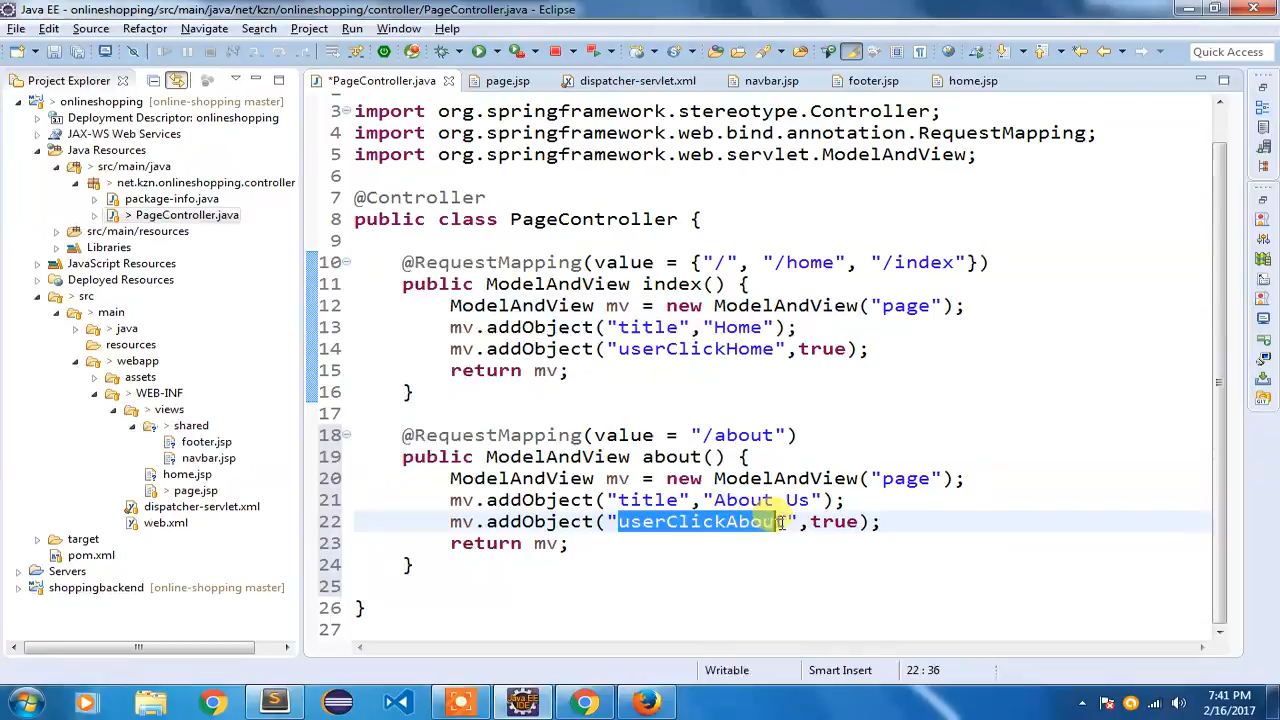 Java EE - onlineshopping/src/main/java/net/kzn/onlineshopping/controller/PageController.java - Eclipse
File Edit Source Refactor Navigate Search Project Run Window Help
Quick Access
Project Explorer
*PageController.java page.jsp dispatcher-servlet.xml navbar.jsp footer.jsp home.jsp
> onlineshopping [online-shopping master]
Deployment Descriptor: onlineshopping
JAX-WS Web Services
Java Resources
> src/main/java
> net.kzn.onlineshopping.controller
package-info.java
> PageController.java
src/main/resources
Libraries
JavaScript Resources
Deployed Resources
> src
> main
> java
resources
> webapp
assets
> WEB-INF
> views
> shared
footer.jsp
navbar.jsp
home.jsp
> page.jsp
dispatcher-servlet.xml
web.xml
target
pom.xml
Servers
shoppingbackend [online-shopping master]
2
3 import org.springframework.stereotype.Controller;
4 import org.springframework.web.bind.annotation.RequestMapping;
5 import org.springframework.web.servlet.ModelAndView;
6
7 @Controller
8 public class PageController {
9
10 @RequestMapping(value = {"/", "/home", "/index"})
11 public ModelAndView index() {
12 ModelAndView mv = new ModelAndView("page");
13 mv.addObject("title","Home");
14 mv.addObject("userClickHome",true);
15 return mv;
16 }
17
18 @RequestMapping(value = "/about")
19 public ModelAndView about() {
20 ModelAndView mv = new ModelAndView("page");
21 mv.addObject("title","About Us");
22 mv.addObject("userClickAbout",true);
23 return mv;
24 }
25
26 }
27
Writable Smart Insert 22 : 36
7:41 PM
2/16/2017